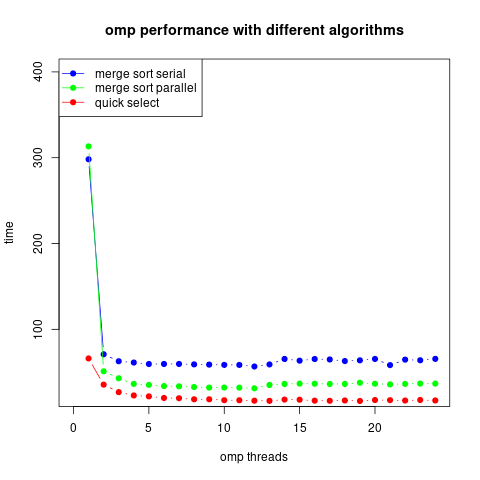 omp performance with different algorithms
merge sort serial
merge sort parallel
quick select
400
300
200
100
time
0 5 10 15 20
omp threads